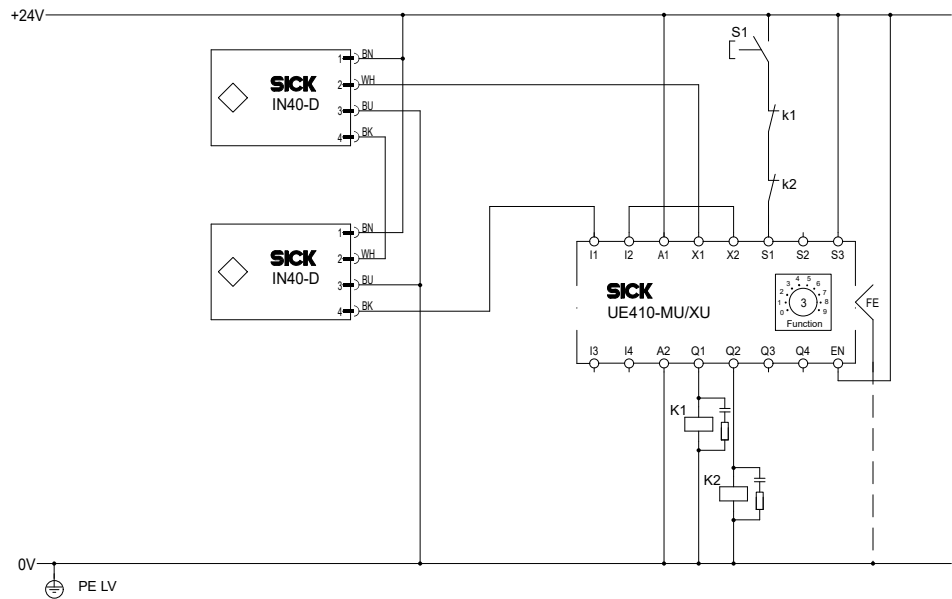 +24V
S1
1 BN
2 WH
SICK
IN40-D
3 BU
4 BK
k1
k2
1 BN
2 WH
SICK
IN40-D
3 BU
4 BK
I1 I2 A1 X1 X2 S1 S2 S3
SICK
UE410-MU/XU
0 1 2 3 4 5 6 7 8 9
3
Function
FE
I3 I4 A2 Q1 Q2 Q3 Q4 EN
K1
K2
0V
PE LV